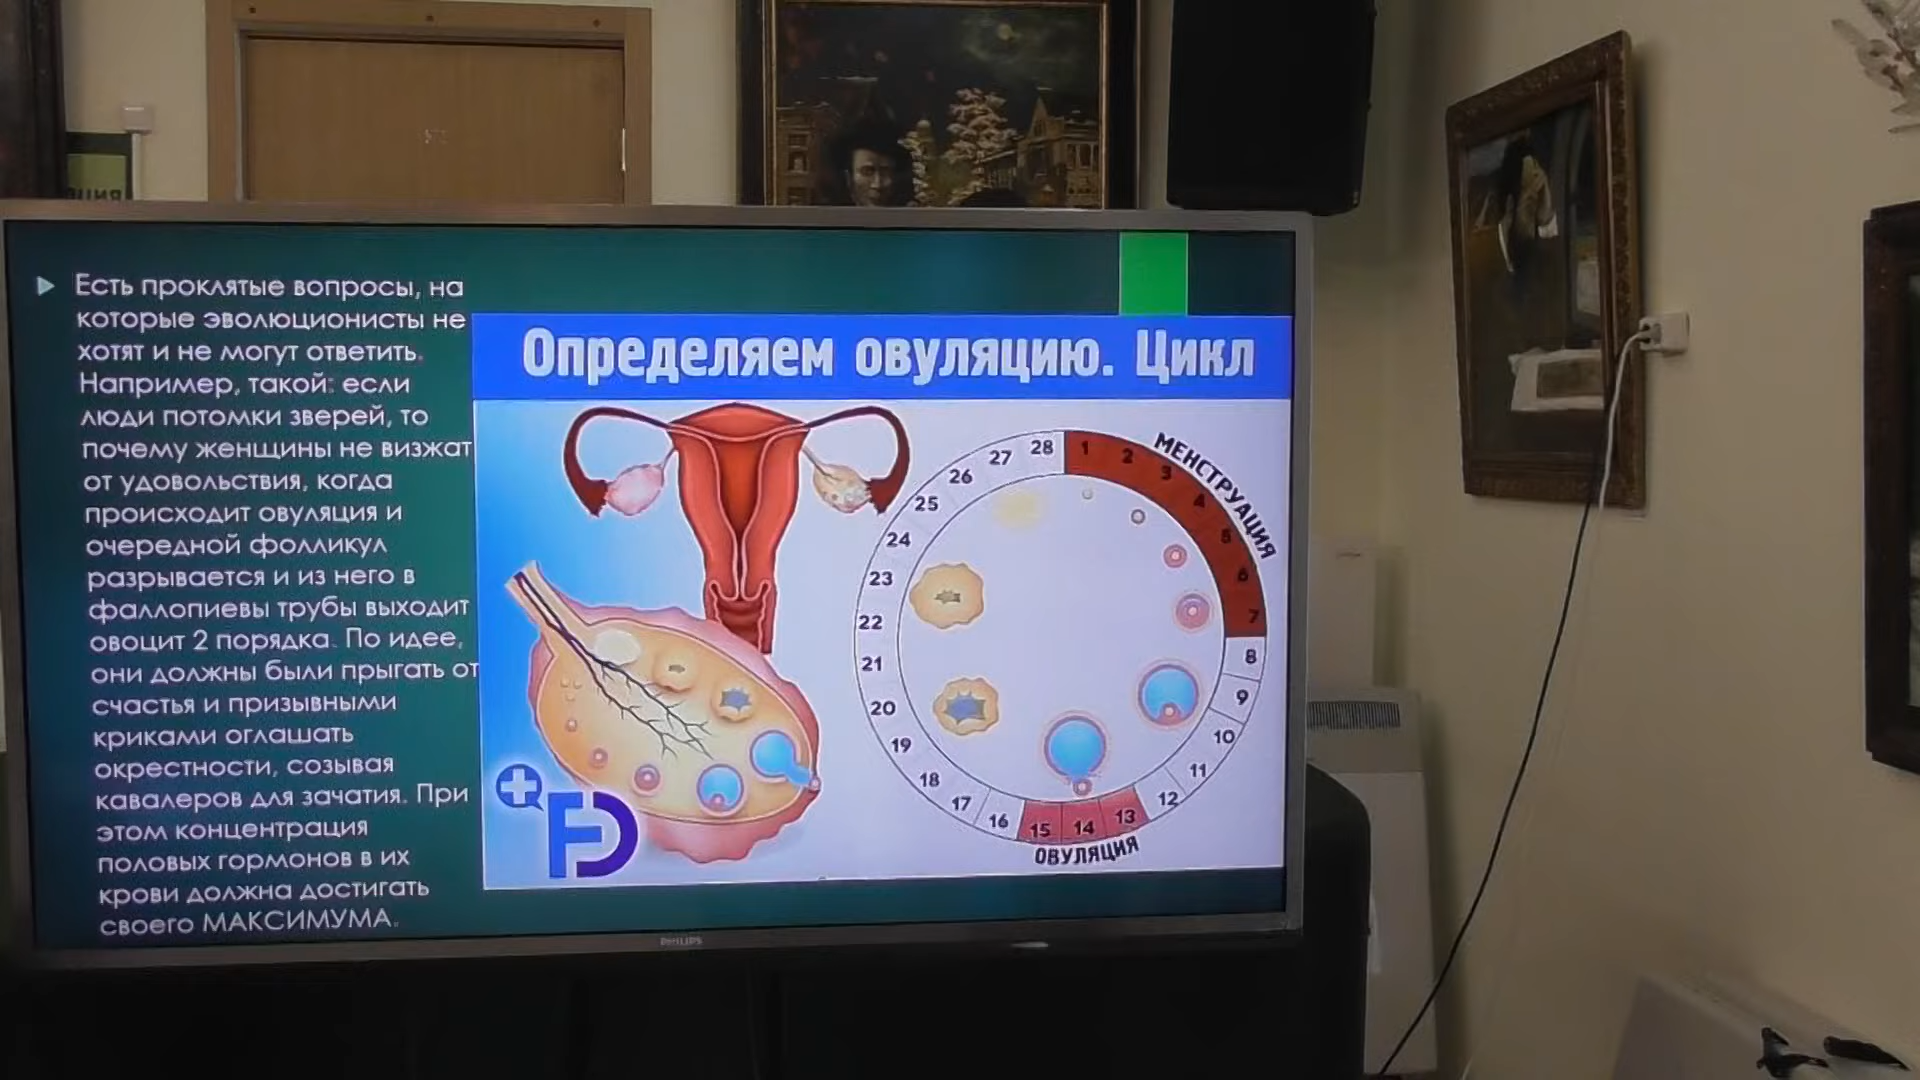 Есть проклятые вопросы, на
которые эволюционисты не
хотят и не могут ответить.
Например, такой: если
люди потомки зверей, то
почему женщины не визжат
от удовольствия, когда
происходит овуляция и
очередной фолликул
разрывается и из него в
фаллопиевы трубы выходит
овоцит 2 порядка. По идее,
они должны были прыгать от
счастья и призывными
криками оглашать
окрестности, созывая
кавалеров для зачатия. При
этом концентрация
половых гормонов в их
крови должна достигать
своего МАКСИМУМА.
Определяем овуляцию. Цикл
МЕНСТРУАЦИЯ
1
2
3
4
5
6
7
8
9
10
11
12
13
14
15
16
17
18
19
20
21
22
23
24
25
26
27
28
ОВУЛЯЦИЯ
FD
PHILIPS